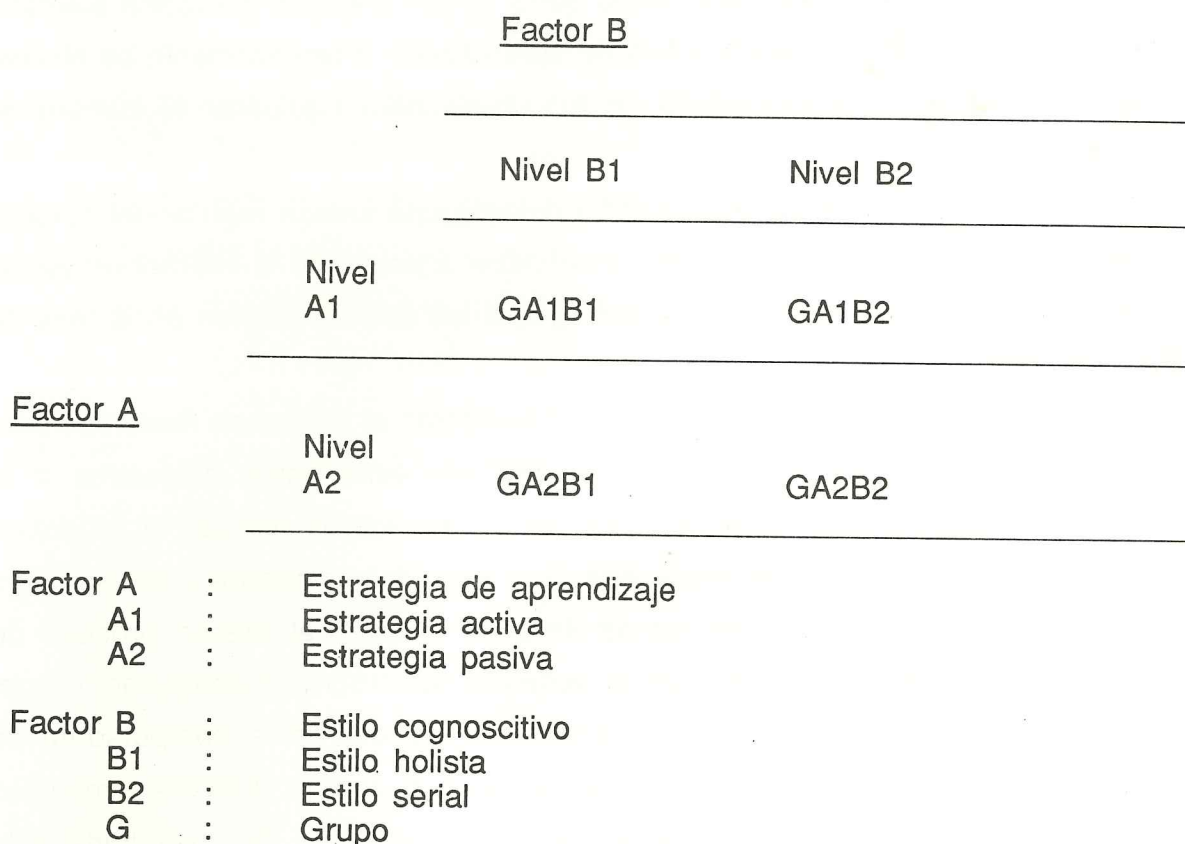 Factor B
Nivel B1 Nivel B2
Nivel
A1 GA1B1 GA1B2
Factor A
Nivel
A2 GA2B1 GA2B2
Factor A : Estrategia de aprendizaje
A1 : Estrategia activa
A2 : Estrategia pasiva
Factor B : Estilo cognoscitivo
B1 : Estilo holista
B2 : Estilo serial
G : Grupo